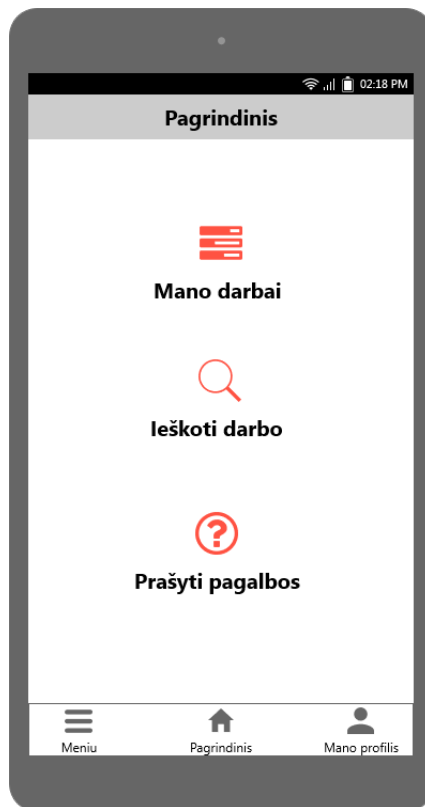 02:18 PM
Pagrindinis
Mano darbai
Ieškoti darbo
Prašyti pagalbos
Meniu
Pagrindinis
Mano profilis